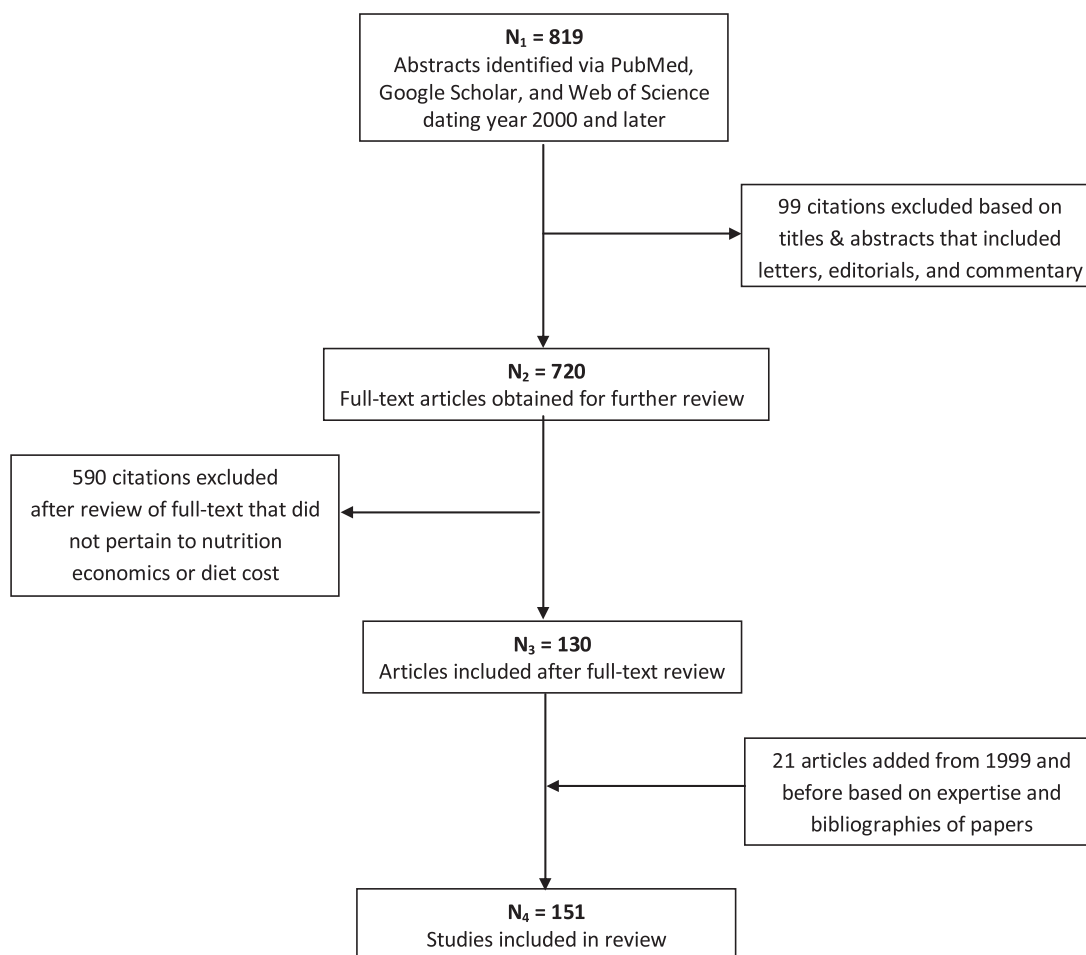 N₁ = 819
Abstracts identified via PubMed,
Google Scholar, and Web of Science
dating year 2000 and later
99 citations excluded based on
titles & abstracts that included
letters, editorials, and commentary
N₂ = 720
Full-text articles obtained for further review
590 citations excluded
after review of full-text that did
not pertain to nutrition
economics or diet cost
N₃ = 130
Articles included after full-text review
21 articles added from 1999 and
before based on expertise and
bibliographies of papers
N₄ = 151
Studies included in review